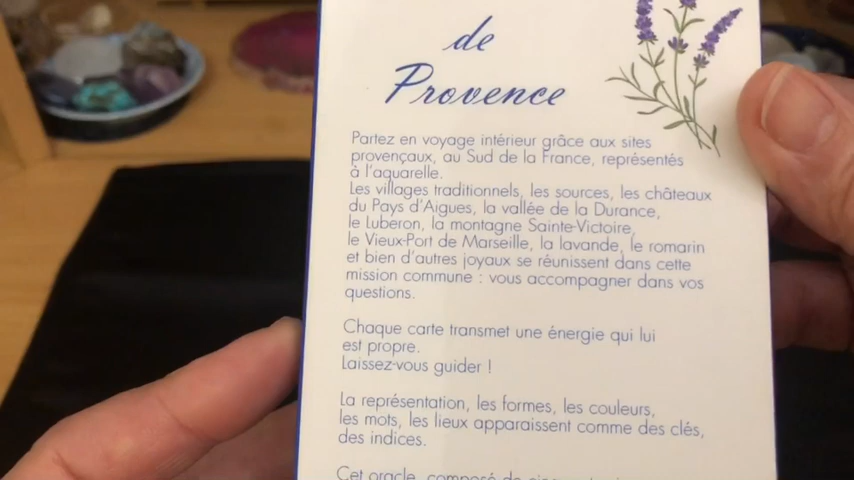 de
Provence
Partez en voyage intérieur grâce aux sites
provençaux, au Sud de la France, représentés
à l'aquarelle.
Les villages traditionnels, les sources, les châteaux
du Pays d'Aigues, la vallée de la Durance,
le Luberon, la montagne Sainte-Victoire,
le Vieux-Port de Marseille, la lavande, le romarin
et bien d'autres joyaux se réunissent dans cette
mission commune : vous accompagner dans vos
questions.
Chaque carte transmet une énergie qui lui
est propre.
Laissez-vous guider !
La représentation, les formes, les couleurs,
les mots, les lieux apparaissent comme des clés,
des indices.
Cet oracle, composé de